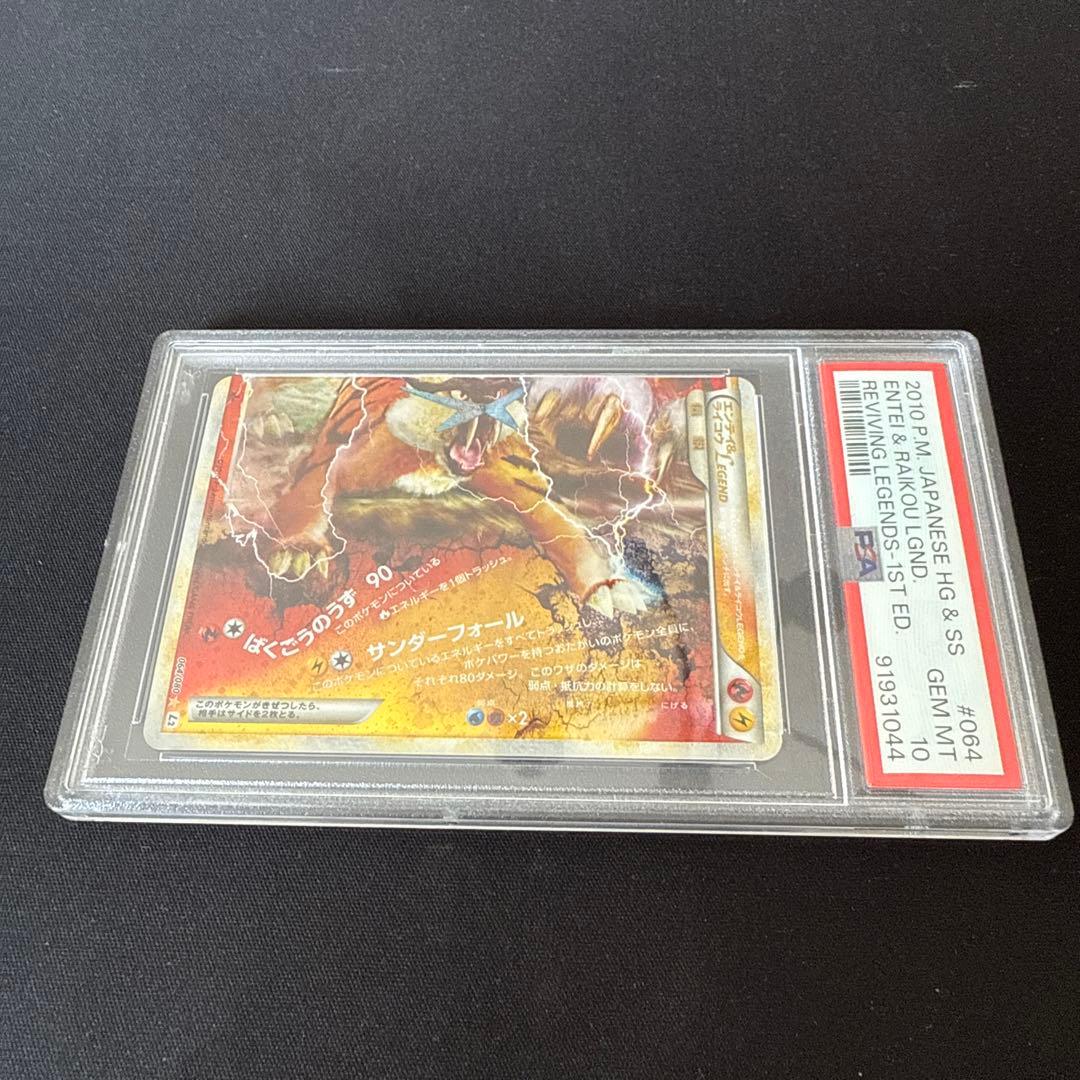 2010 P.M. JAPANESE HG & SS #064
ENTEI & RAIKOU LGND. GEM MT
REVIVING LEGENDS-1ST ED. 10
91931044
PSA
エンテイ&
ライコウ LEGEND
ばくごうのうず 90
このポケモンについている
エネルギーを1個トラッシュ。
サンダーフォール
このポケモンについているエネルギーをすべてトラッシュし、
ポケパワーを持つおたがいのポケモン全員に、
それぞれ80ダメージ。このワザのダメージは
弱点・抵抗力の計算をしない。
弱点 ×2 抵抗力 にげる
このポケモンがきぜつしたら、
相手はサイドを2枚とる。
L2
064/080